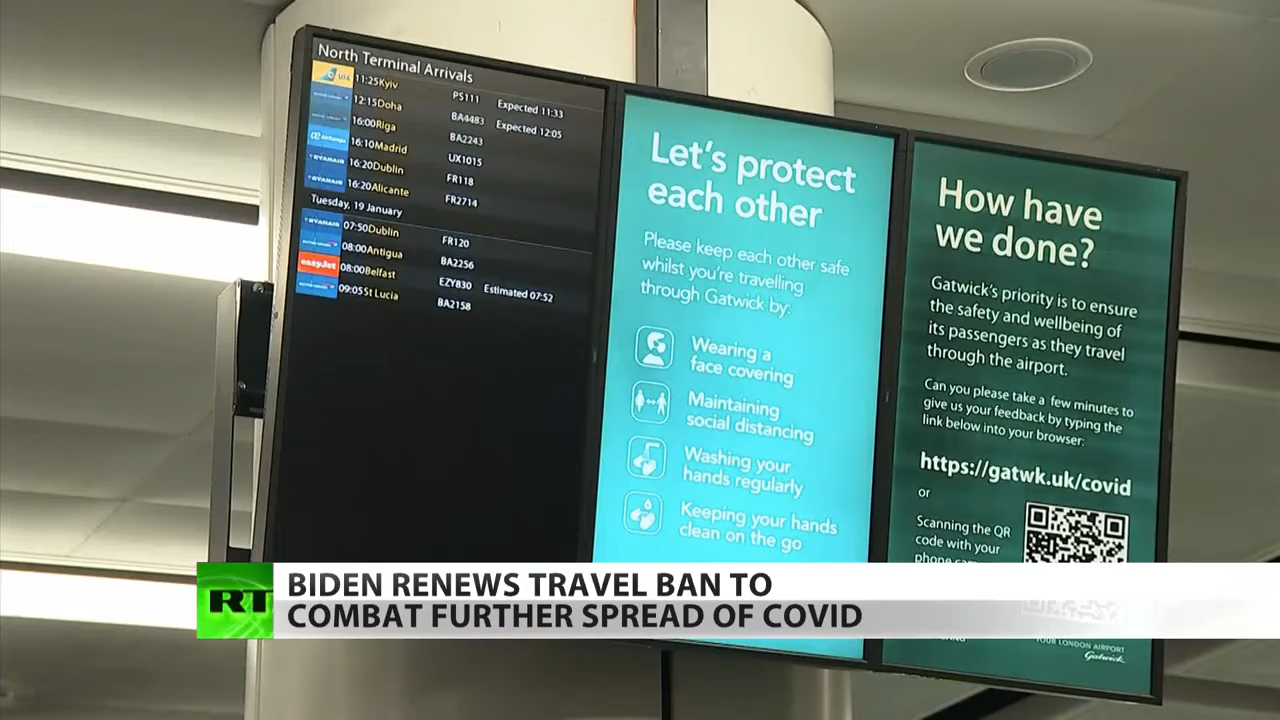 North Terminal Arrivals
UIA 11:25 Kyiv PS111 Expected 11:33
12:15 Doha BA4483 Expected 12:05
16:00 Riga BA2243
16:10 Madrid UX1015
RYANAIR 16:20 Dublin FR118
RYANAIR 16:20 Alicante FR2714
Tuesday, 19 January
RYANAIR 07:50 Dublin FR120
08:00 Antigua BA2256
easyJet 08:00 Belfast EZY830 Estimated 07:52
09:05 St Lucia BA2158
Let's protect
each other
Please keep each other safe
whilst you're travelling
through Gatwick by:
Wearing a
face covering
Maintaining
social distancing
Washing your
hands regularly
Keeping your hands
clean on the go
How have
we done?
Gatwick's priority is to ensure
the safety and wellbeing of
its passengers as they travel
through the airport.
Can you please take a few minutes to
give us your feedback by typing the
link below into your browser:
https://gatwk.uk/covid
or
Scanning the QR
code with your
YOUR LONDON AIRPORT
Gatwick
RT
BIDEN RENEWS TRAVEL BAN TO
COMBAT FURTHER SPREAD OF COVID